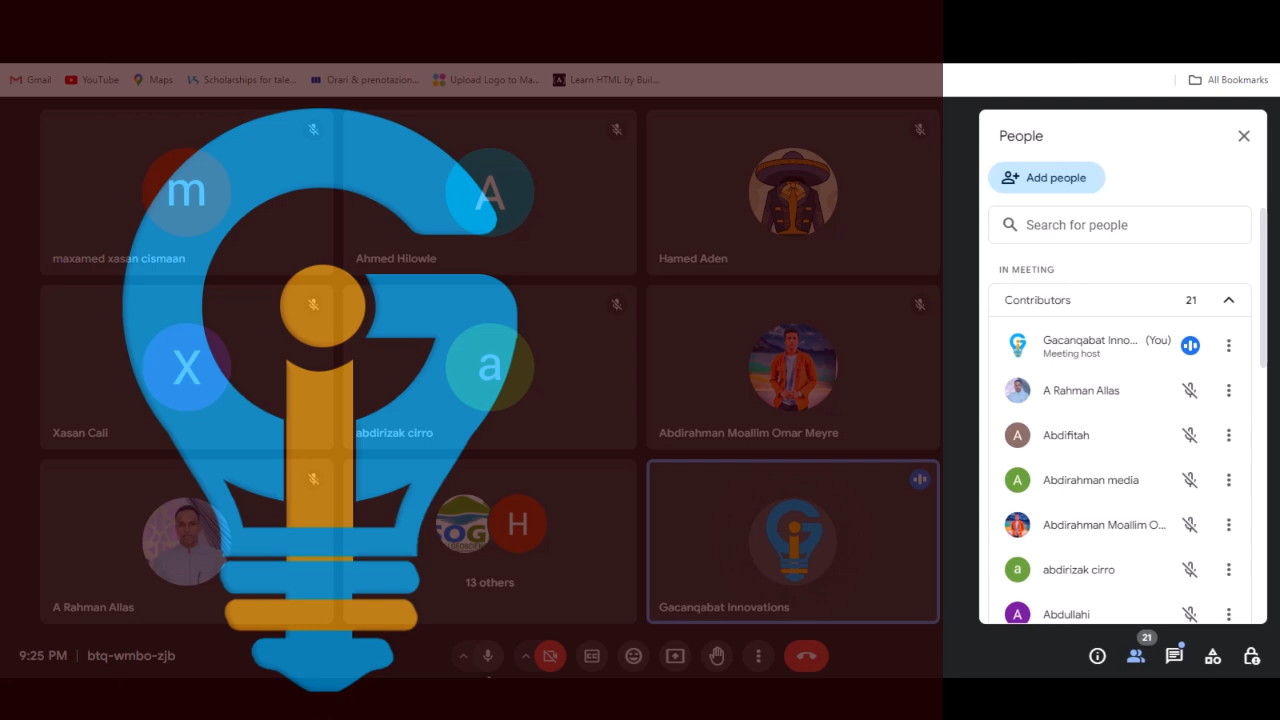 Gmail
YouTube
Maps
Scholarships for tale...
Orari & prenotazion...
Upload Logo to Ma...
Learn HTML by Buil...
All Bookmarks
m
maxamed xasan cismaan
A
Ahmed Hilowle
Hamed Aden
X
Xasan Cali
a
abdirizak cirro
Abdirahman Moallim Omar Meyre
A Rahman Allas
OG
H
13 others
Gacanqabat Innovations
9:25 PM | btq-wmbo-zjb
CC
People
Add people
Search for people
IN MEETING
Contributors 21
Gacanqabat Inno... (You)
Meeting host
A Rahman Allas
A Abdifitah
A Abdirahman media
Abdirahman Moallim O...
a abdirizak cirro
A Abdullahi
21